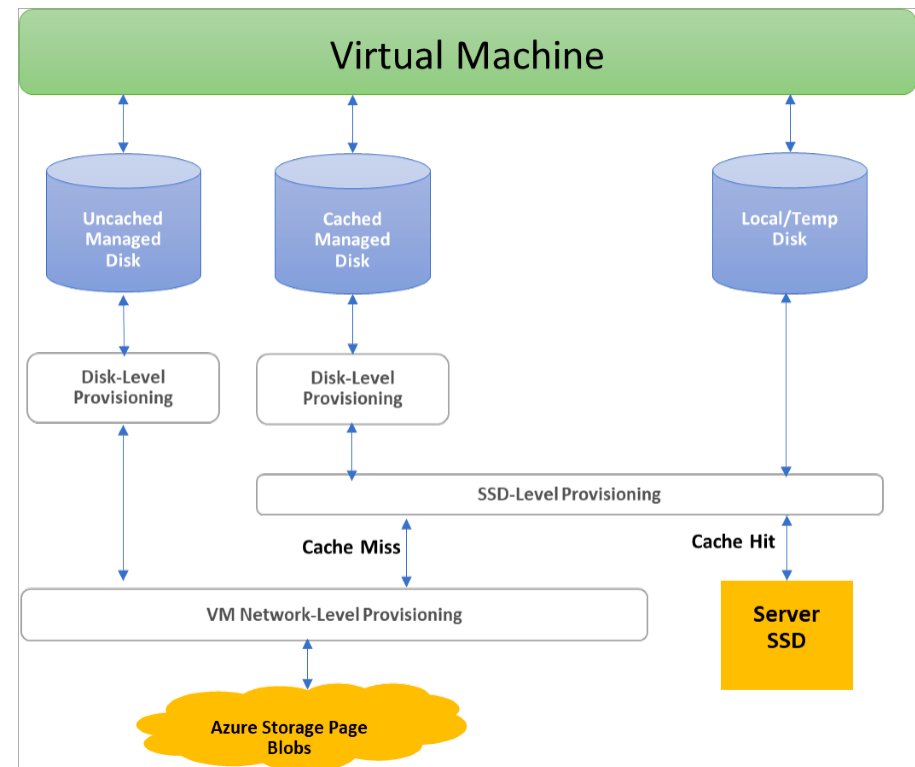 Virtual Machine
Uncached
Managed
Disk
Cached
Managed
Disk
Local/Temp
Disk
Disk-Level
Provisioning
Disk-Level
Provisioning
SSD-Level Provisioning
Cache Miss
Cache Hit
VM Network-Level Provisioning
Server
SSD
Azure Storage Page
Blobs